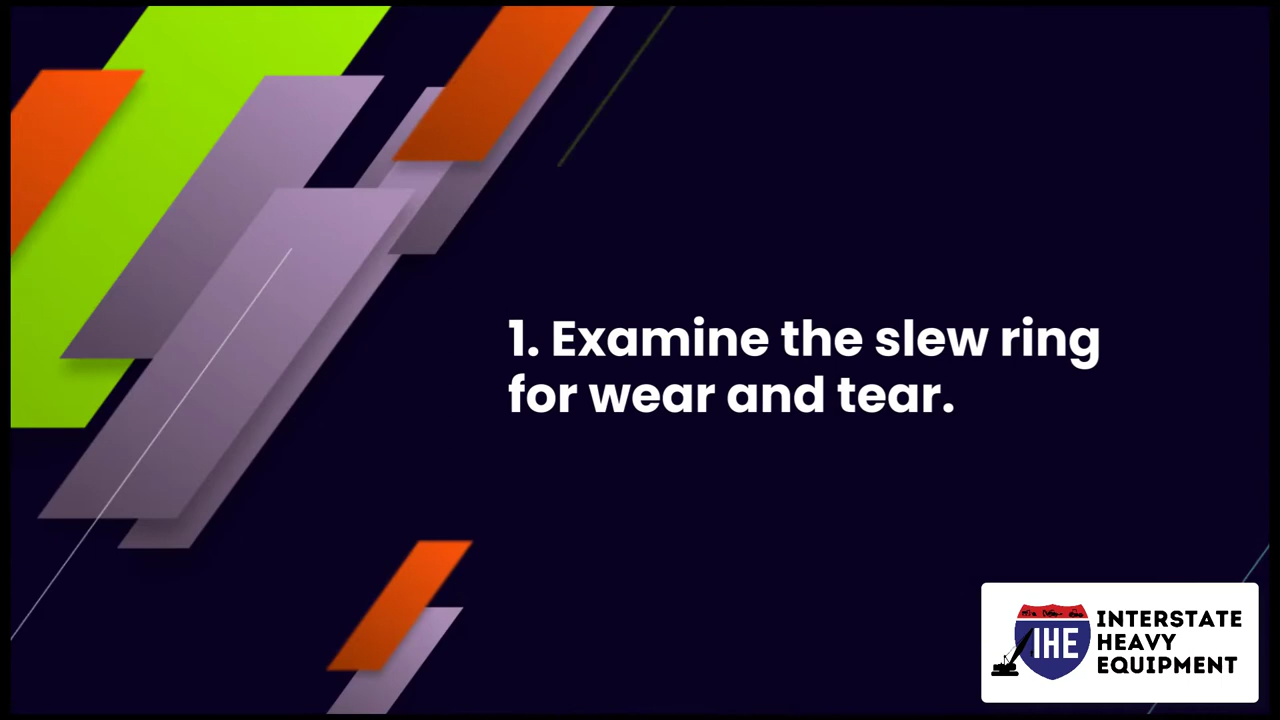 1. Examine the slew ring
for wear and tear.
IHE
INTERSTATE
HEAVY
EQUIPMENT